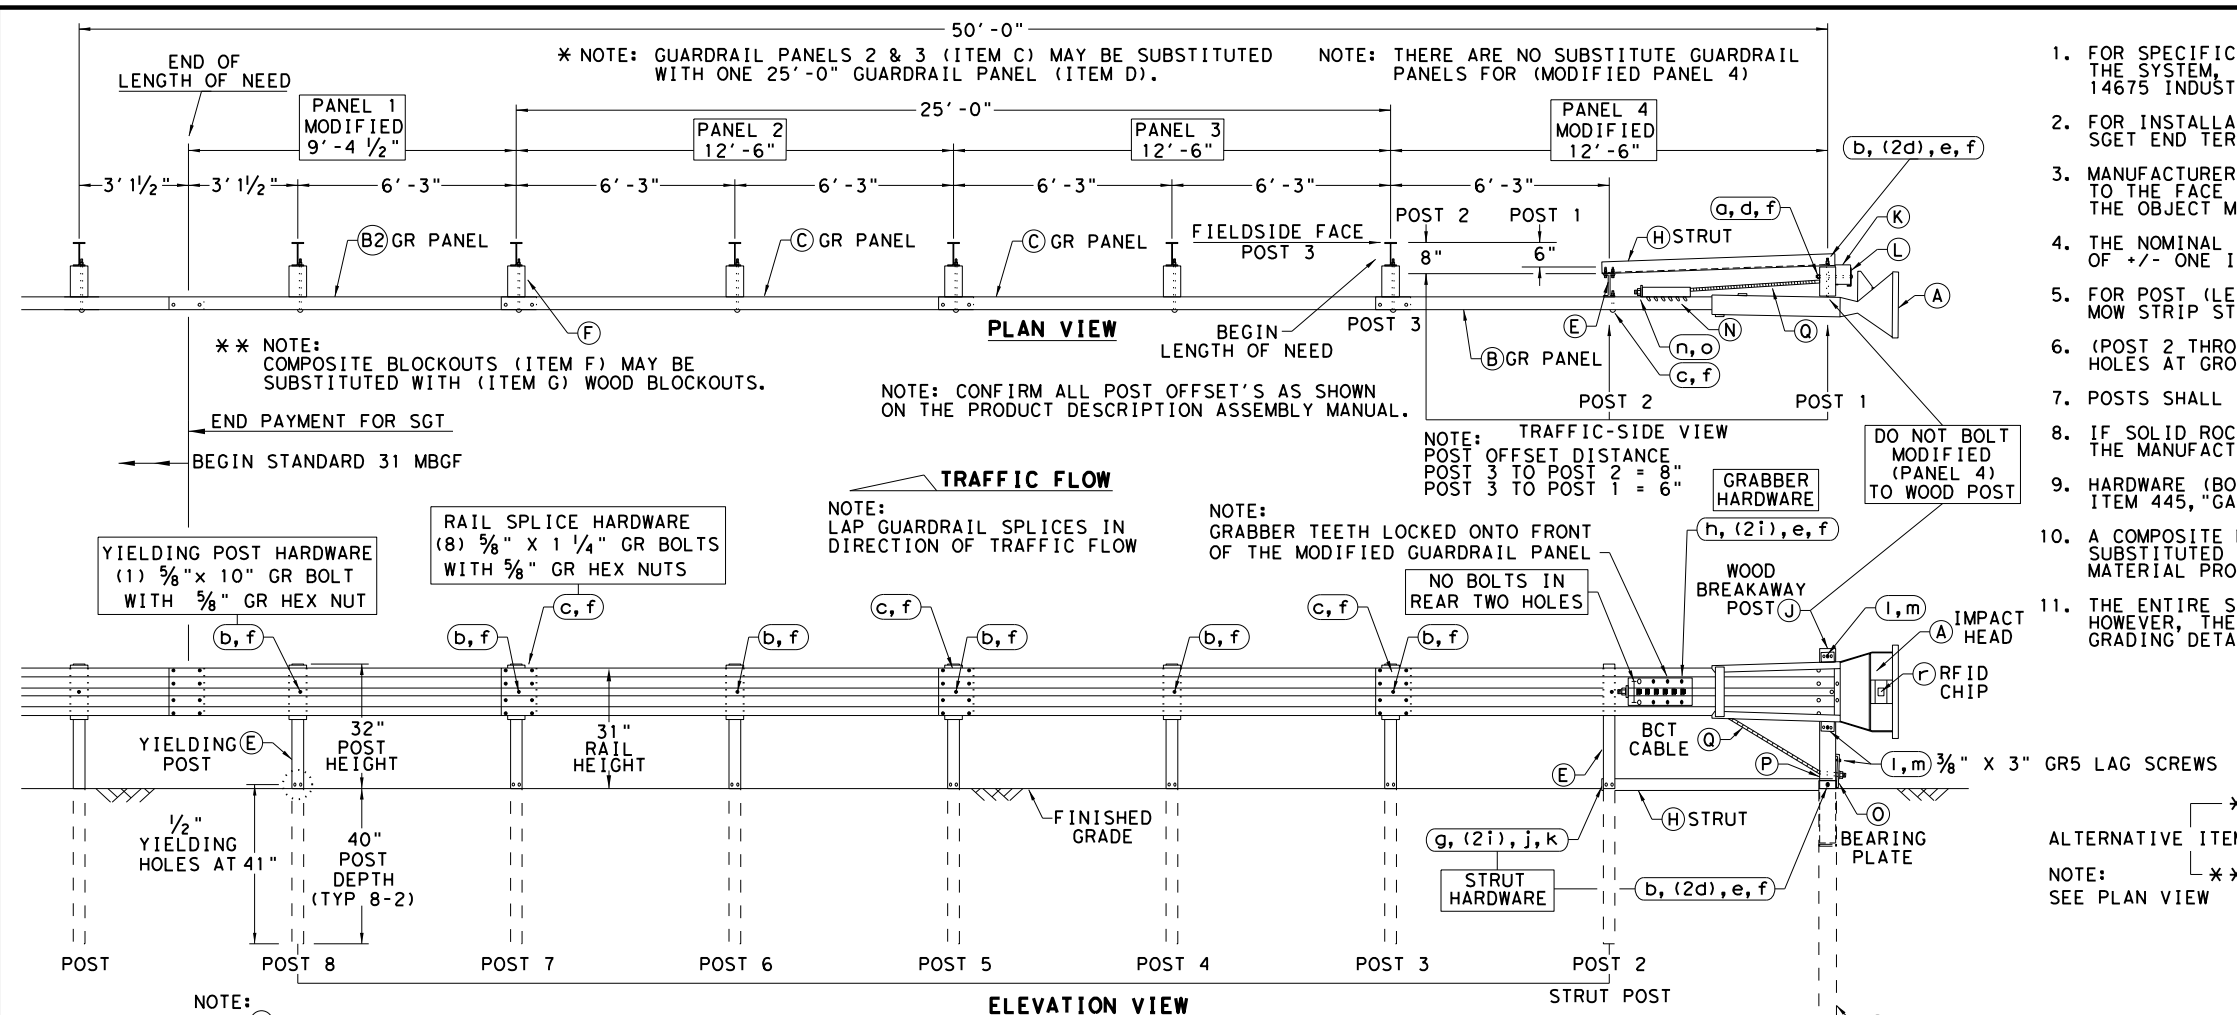 50'-0"
* NOTE: GUARDRAIL PANELS 2 & 3 (ITEM C) MAY BE SUBSTITUTED
WITH ONE 25'-0" GUARDRAIL PANEL (ITEM D).
NOTE: THERE ARE NO SUBSTITUTE GUARDRAIL
PANELS FOR (MODIFIED PANEL 4)
END OF
LENGTH OF NEED
PANEL 1
MODIFIED
9'-4 1/2"
25'-0"
PANEL 2
12'-6"
PANEL 3
12'-6"
PANEL 4
MODIFIED
12'-6"
b, (2d), e, f
3' 1 1/2"
3' 1 1/2"
6'-3"
6'-3"
6'-3"
6'-3"
6'-3"
6'-3"
POST 2
POST 1
a, d, f
K
B2 GR PANEL
C GR PANEL
C GR PANEL
FIELDSIDE FACE
POST 3
8"
6"
H STRUT
L
A
F
PLAN VIEW
BEGIN
LENGTH OF NEED
POST 3
E
N
Q
n, o
B GR PANEL
c, f
** NOTE:
COMPOSITE BLOCKOUTS (ITEM F) MAY BE
SUBSTITUTED WITH (ITEM G) WOOD BLOCKOUTS.
NOTE: CONFIRM ALL POST OFFSET'S AS SHOWN
ON THE PRODUCT DESCRIPTION ASSEMBLY MANUAL.
POST 2
POST 1
END PAYMENT FOR SGT
BEGIN STANDARD 31 MBGF
TRAFFIC-SIDE VIEW
NOTE:
POST OFFSET DISTANCE
POST 3 TO POST 2 = 8"
POST 3 TO POST 1 = 6"
DO NOT BOLT
MODIFIED
(PANEL 4)
TO WOOD POST
TRAFFIC FLOW
NOTE:
LAP GUARDRAIL SPLICES IN
DIRECTION OF TRAFFIC FLOW
GRABBER
HARDWARE
NOTE:
GRABBER TEETH LOCKED ONTO FRONT
OF THE MODIFIED GUARDRAIL PANEL
h, (2i), e, f
RAIL SPLICE HARDWARE
(8) 5/8" X 1 1/4" GR BOLTS
WITH 5/8" GR HEX NUTS
YIELDING POST HARDWARE
(1) 5/8"x 10" GR BOLT
WITH 5/8" GR HEX NUT
NO BOLTS IN
REAR TWO HOLES
WOOD
BREAKAWAY
POST J
l, m
c, f
c, f
c, f
b, f
b, f
b, f
b, f
b, f
b, f
A IMPACT
HEAD
r RFID
CHIP
32"
POST
HEIGHT
31"
RAIL
HEIGHT
YIELDING E
POST
BCT
CABLE
Q
E
P
l, m 3/8" X 3" GR5 LAG SCREWS
1/2"
YIELDING
HOLES AT 41"
40"
POST
DEPTH
(TYP 8-2)
FINISHED
GRADE
H STRUT
O
BEARING
PLATE
g, (2i), j, k
STRUT
HARDWARE
b, (2d), e, f
POST
POST 8
POST 7
POST 6
POST 5
POST 4
POST 3
POST 2
STRUT POST
NOTE:
ELEVATION VIEW
1. FOR SPECIFIC
THE SYSTEM,
14675 INDUST
2. FOR INSTALLA
SGET END TER
3. MANUFACTURER
TO THE FACE
THE OBJECT M
4. THE NOMINAL
OF +/- ONE I
5. FOR POST (LE
MOW STRIP ST
6. (POST 2 THRO
HOLES AT GRO
7. POSTS SHALL
8. IF SOLID ROC
THE MANUFACT
9. HARDWARE (BO
ITEM 445,"GA
10. A COMPOSITE
SUBSTITUTED
MATERIAL PRO
11. THE ENTIRE S
HOWEVER, THE
GRADING DETA
*
ALTERNATIVE ITEM
NOTE: **
SEE PLAN VIEW